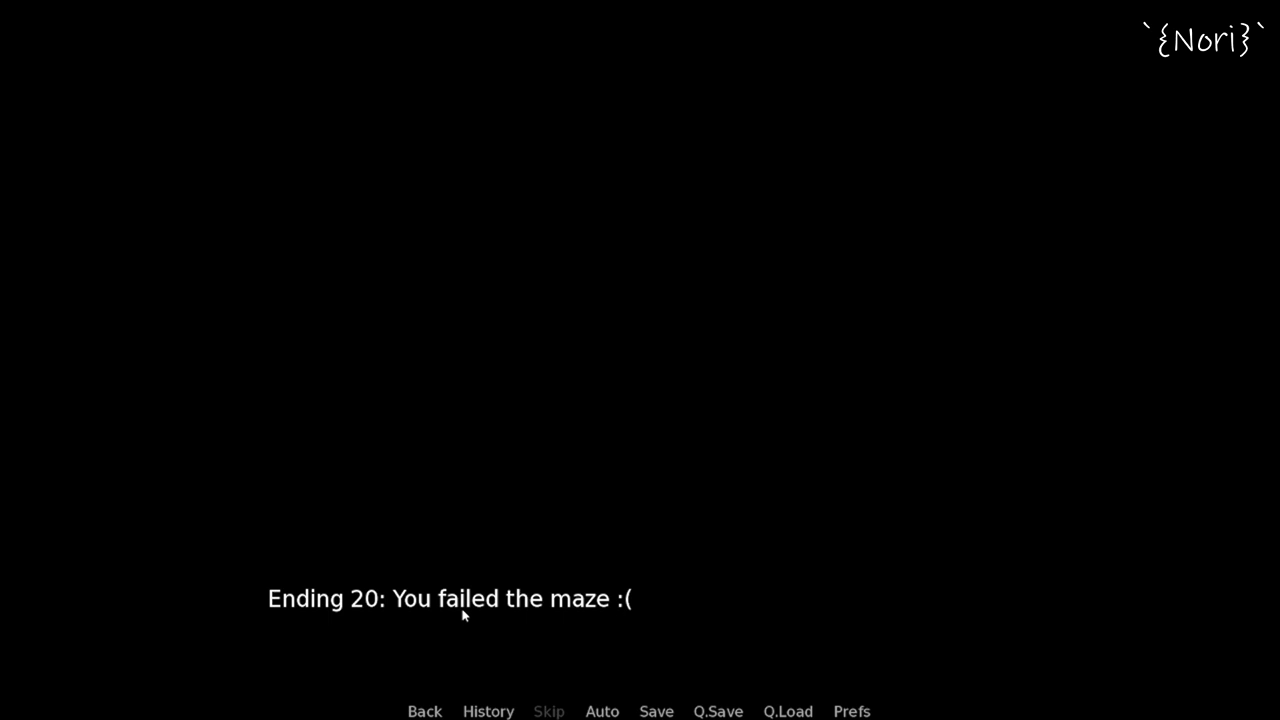 `{Nori}`
Ending 20: You failed the maze :(
Back History Skip Auto Save Q.Save Q.Load Prefs